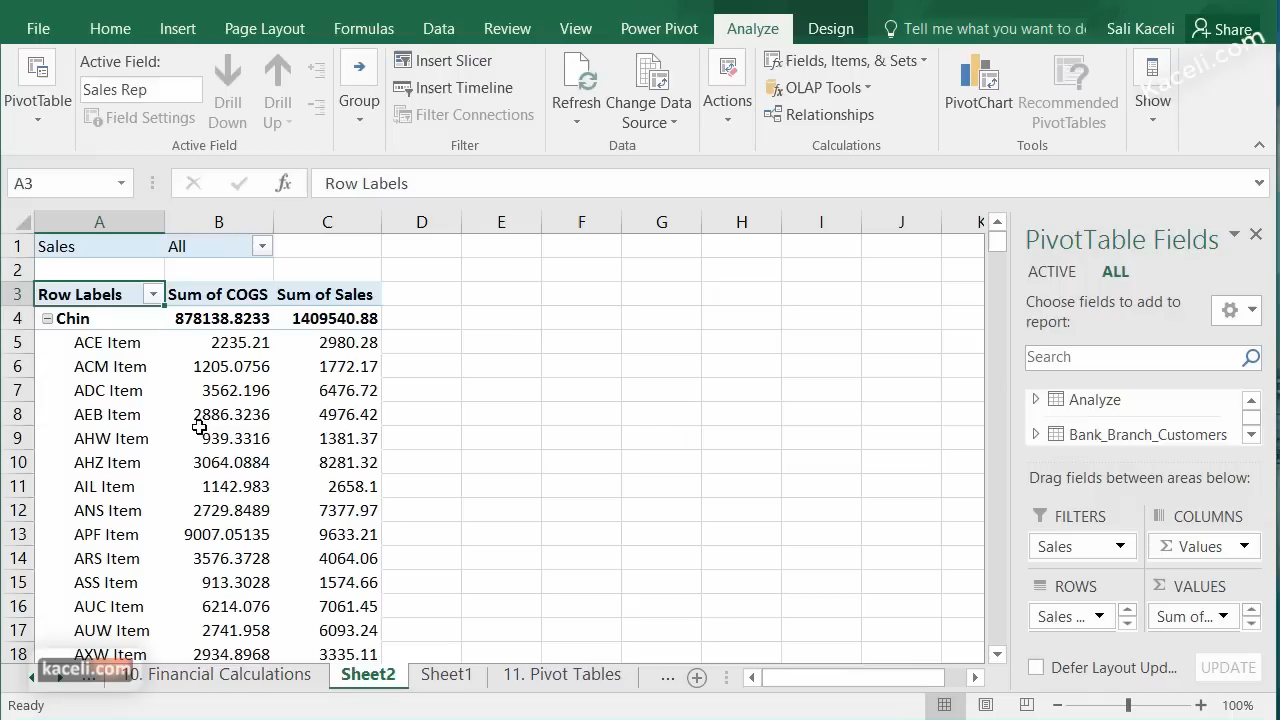 File Home Insert Page Layout Formulas Data Review View Power Pivot Analyze Design Tell me what you want to do Sali Kaceli Share
kaceli.com
PivotTable
Active Field:
Sales Rep
Field Settings
Drill Down
Drill Up
Active Field
Group
Insert Slicer
Insert Timeline
Filter Connections
Filter
Refresh
Change Data Source
Data
Actions
Fields, Items, & Sets
OLAP Tools
Relationships
Calculations
PivotChart
Recommended PivotTables
Tools
Show
A3 fx Row Labels
A B C D E F G H I J K
1 Sales All
2
3 Row Labels Sum of COGS Sum of Sales
4 Chin 878138.8233 1409540.88
5 ACE Item 2235.21 2980.28
6 ACM Item 1205.0756 1772.17
7 ADC Item 3562.196 6476.72
8 AEB Item 2886.3236 4976.42
9 AHW Item 939.3316 1381.37
10 AHZ Item 3064.0884 8281.32
11 AIL Item 1142.983 2658.1
12 ANS Item 2729.8489 7377.97
13 APF Item 9007.05135 9633.21
14 ARS Item 3576.3728 4064.06
15 ASS Item 913.3028 1574.66
16 AUC Item 6214.076 7061.45
17 AUW Item 2741.958 6093.24
18 AXW Item 2934.8968 3335.11
kaceli.com
... 10. Financial Calculations Sheet2 Sheet1 11. Pivot Tables ...
Ready 100%
PivotTable Fields
ACTIVE ALL
Choose fields to add to
report:
Search
Analyze
Bank_Branch_Customers
Drag fields between areas below:
FILTERS COLUMNS
Sales Σ Values
ROWS Σ VALUES
Sales ... Sum of...
Defer Layout Upd... UPDATE